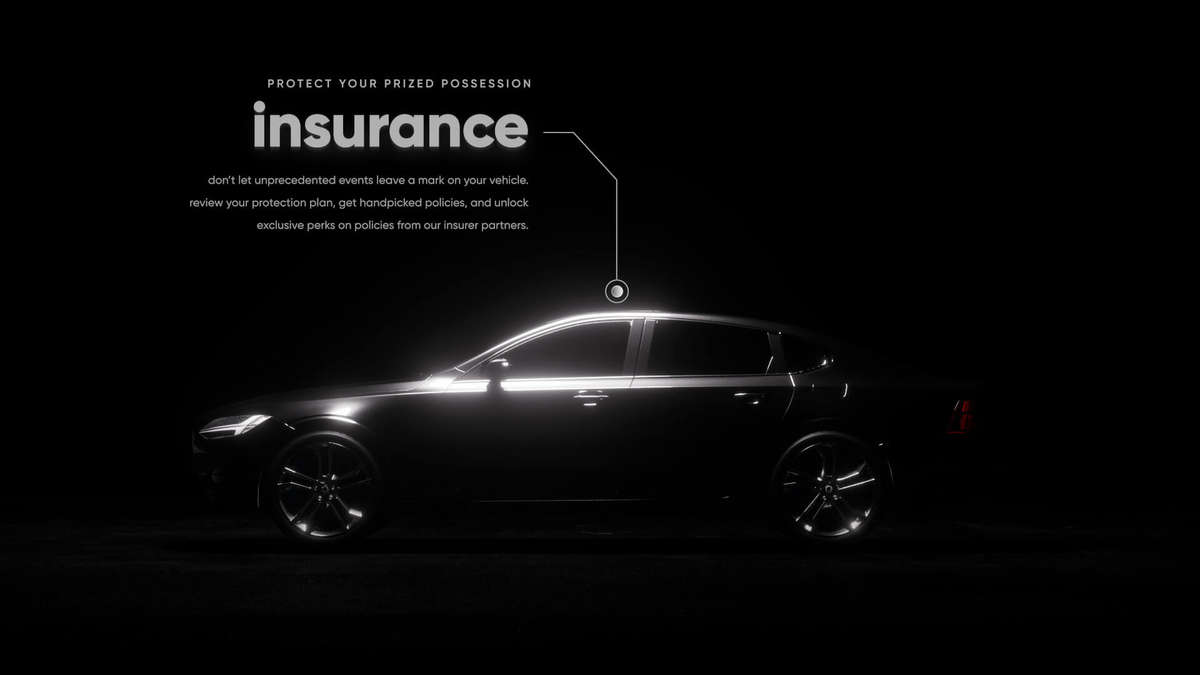 PROTECT YOUR PRIZED POSSESSION
insurance
don't let unprecedented events leave a mark on your vehicle.
review your protection plan, get handpicked policies, and unlock
exclusive perks on policies from our insurer partners.